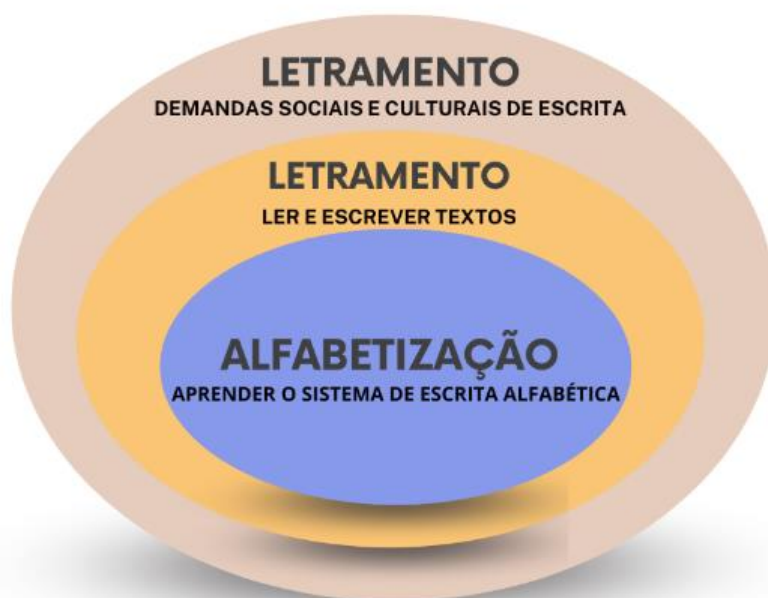 LETRAMENTO
DEMANDAS SOCIAIS E CULTURAIS DE ESCRITA
LETRAMENTO
LER E ESCREVER TEXTOS
ALFABETIZAÇÃO
APRENDER O SISTEMA DE ESCRITA ALFABÉTICA